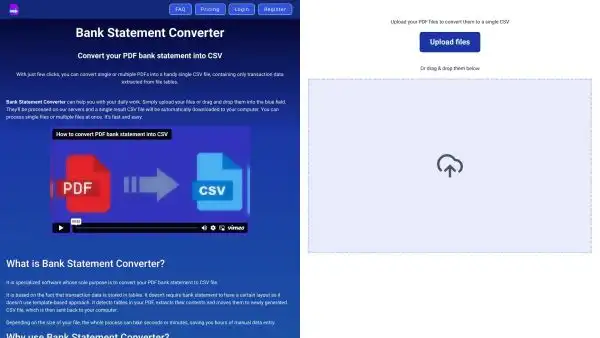 FAQ
Pricing
Login
Register
Bank Statement Converter
Convert your PDF bank statement into CSV
With just few clicks, you can convert single or multiple PDFs into a handy single CSV file, containing only transaction data
extracted from file tables.
Bank Statement Converter can help you with your daily work. Simply upload your files or drag and drop them into the blue field.
They'll be processed on our servers and a single result CSV file will be automatically downloaded to your computer. You can
process single files or multiple files at once. It's fast and easy.
How to convert PDF bank statement into CSV
PDF
CSV
vimeo
What is Bank Statement Converter?
It is specialized software whose sole purpose is to convert your PDF bank statement to CSV file.
It is based on the fact that transaction data is stored in tables. It doesn't require bank statement to have a certain layout as it
doesn't use template-based approach. It detects tables in your PDF, extracts their contents and moves them to newly generated
CSV file, which is then sent back to your computer.
Depending on the size of your file, the whole process can take seconds or minutes, saving you hours of manual data entry.
Why use Bank Statement Converter?
Upload your PDF files to convert them to a single CSV
Upload files
Or drag & drop them below